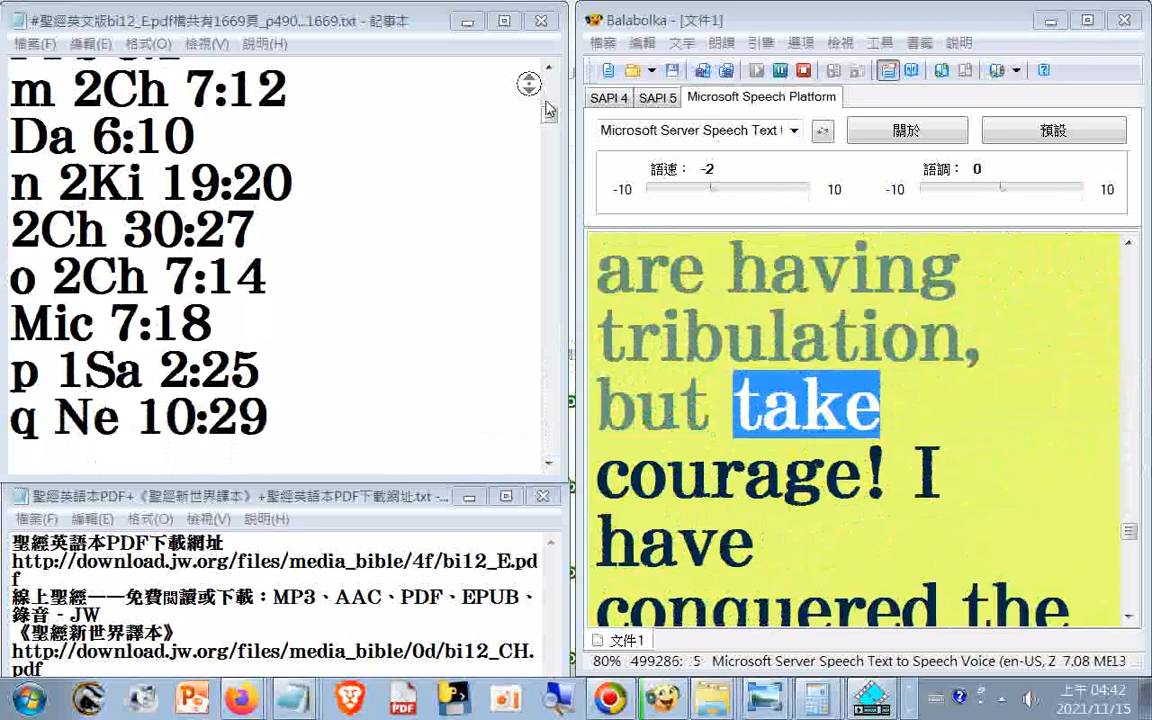 #聖經英文版bi12_E.pdf檔共有1669頁_p490...1669.txt - 記事本
檔案(F) 編輯(E) 格式(O) 檢視(V) 說明(H)
m 2Ch 7:12
Da 6:10
n 2Ki 19:20
2Ch 30:27
o 2Ch 7:14
Mic 7:18
p 1Sa 2:25
q Ne 10:29
聖經英語本PDF+《聖經新世界譯本》+聖經英語本PDF下載網址.txt -...
檔案(F) 編輯(E) 格式(O) 檢視(V) 說明(H)
聖經英語本PDF下載網址
http://download.jw.org/files/media_bible/4f/bi12_E.pd
f
線上聖經——免費閱讀或下載：MP3、AAC、PDF、EPUB、
錄音 - JW
《聖經新世界譯本》
http://download.jw.org/files/media_bible/0d/bi12_CH.
pdf
Balabolka - [文件1]
檔案 編輯 文字 朗讀 引擎 選項 檢視 工具 書籤 說明
SAPI 4 SAPI 5 Microsoft Speech Platform
Microsoft Server Speech Text
關於 預設
語速： -2 語調： 0
-10 10 -10 10
are having
tribulation,
but take
courage! I
have
conquered the
文件1
80% 499286: Microsoft Server Speech Text to Speech Voice (en-US, Z 7.08 ME13
PDF
上午 04:42
2021/11/15